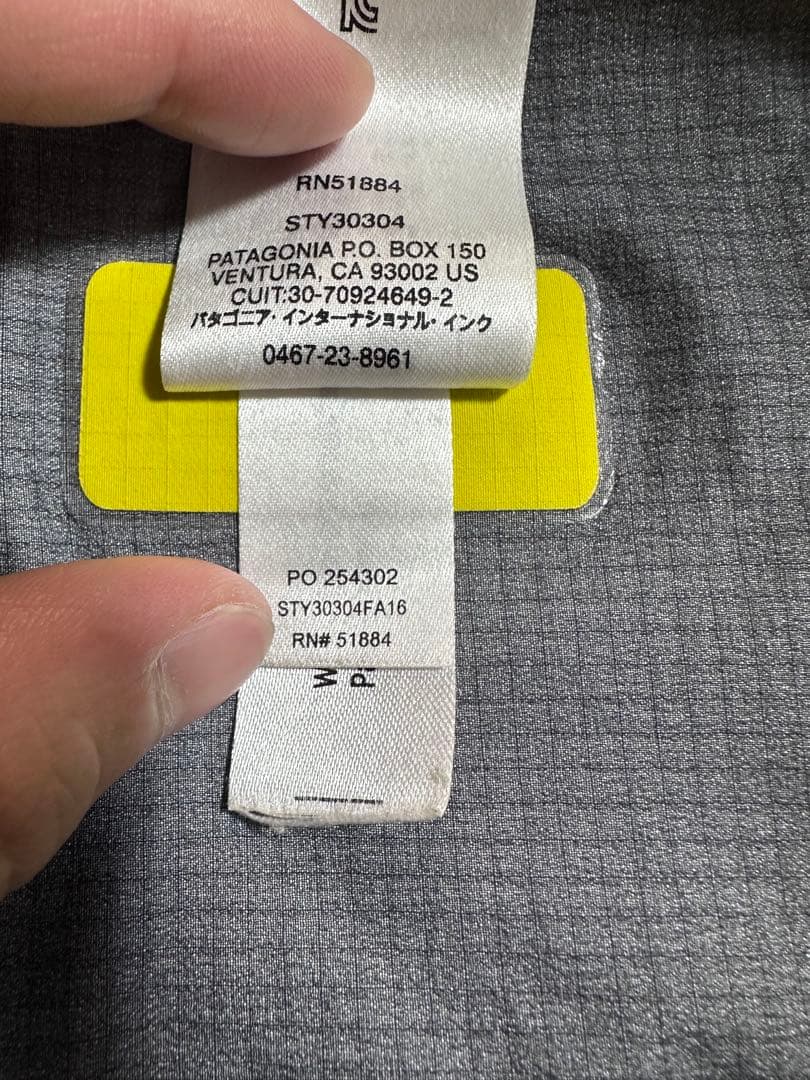 RN51884
STY30304
PATAGONIA P.O. BOX 150
VENTURA, CA 93002 US
CUIT:30-70924649-2
パタゴニア・インターナショナル・インク
0467-23-8961
PO 254302
STY30304FA16
RN# 51884